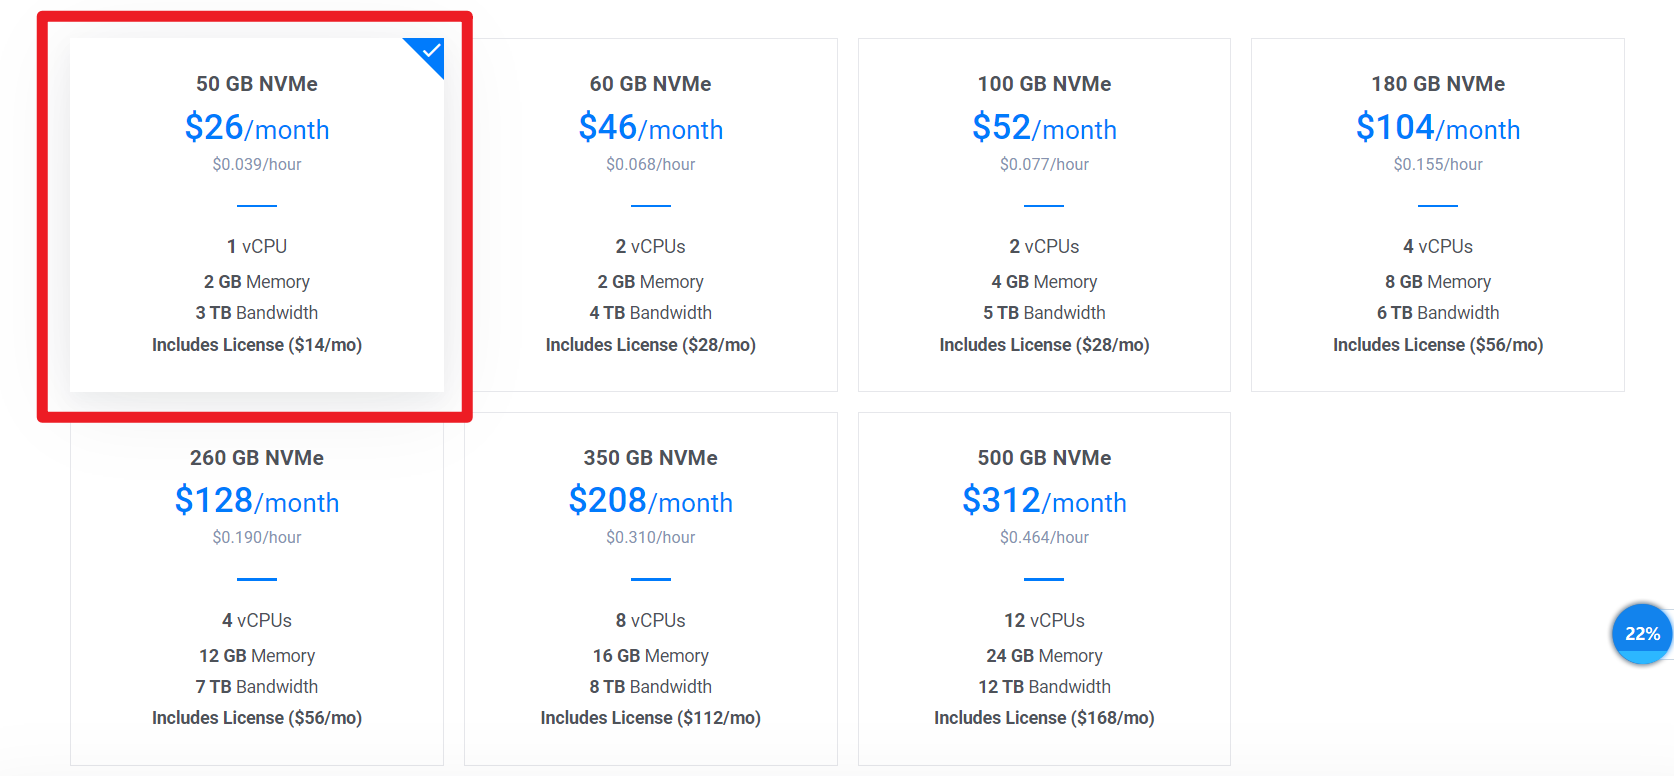 50 GB NVMe
$26/month
$0.039/hour
1 vCPU
2 GB Memory
3 TB Bandwidth
Includes License ($14/mo)
60 GB NVMe
$46/month
$0.068/hour
2 vCPUs
2 GB Memory
4 TB Bandwidth
Includes License ($28/mo)
100 GB NVMe
$52/month
$0.077/hour
2 vCPUs
4 GB Memory
5 TB Bandwidth
Includes License ($28/mo)
180 GB NVMe
$104/month
$0.155/hour
4 vCPUs
8 GB Memory
6 TB Bandwidth
Includes License ($56/mo)
260 GB NVMe
$128/month
$0.190/hour
4 vCPUs
12 GB Memory
7 TB Bandwidth
Includes License ($56/mo)
350 GB NVMe
$208/month
$0.310/hour
8 vCPUs
16 GB Memory
8 TB Bandwidth
Includes License ($112/mo)
500 GB NVMe
$312/month
$0.464/hour
12 vCPUs
24 GB Memory
12 TB Bandwidth
Includes License ($168/mo)
22%